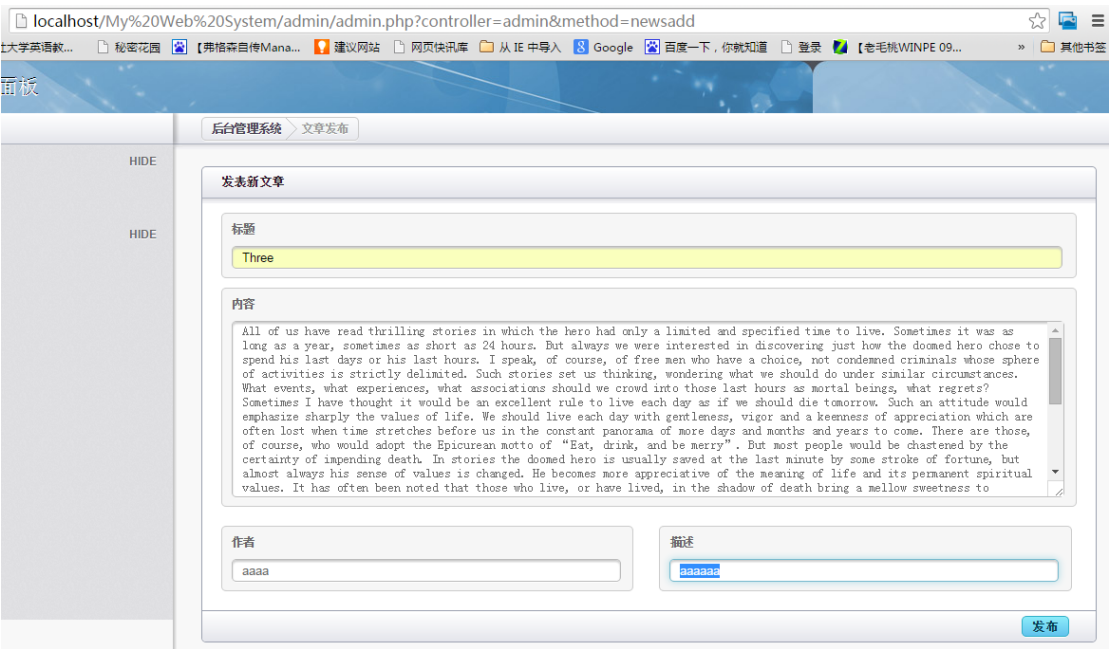 localhost/My%20Web%20System/admin/admin.php?controller=admin&method=newsadd
大学英语教... 秘密花园 【弗格森自传Mana... 建议网站 网页快讯库 从 IE 中导入 Google 百度一下，你就知道 登录 【老毛桃WINPE 09... » 其他书签
面板
后台管理系统 文章发布
HIDE
发表新文章
标题
HIDE
Three
内容
All of us have read thrilling stories in which the hero had only a limited and specified time to live. Sometimes it was as
long as a year, sometimes as short as 24 hours. But always we were interested in discovering just how the doomed hero chose to
spend his last days or his last hours. I speak, of course, of free men who have a choice, not condemned criminals whose sphere
of activities is strictly delimited. Such stories set us thinking, wondering what we should do under similar circumstances.
What events, what experiences, what associations should we crowd into those last hours as mortal beings, what regrets?
Sometimes I have thought it would be an excellent rule to live each day as if we should die tomorrow. Such an attitude would
emphasize sharply the values of life. We should live each day with gentleness, vigor and a keenness of appreciation which are
often lost when time stretches before us in the constant panorama of more days and months and years to come. There are those,
of course, who would adopt the Epicurean motto of “Eat, drink, and be merry”. But most people would be chastened by the
certainty of impending death. In stories the doomed hero is usually saved at the last minute by some stroke of fortune, but
almost always his sense of values is changed. He becomes more appreciative of the meaning of life and its permanent spiritual
values. It has often been noted that those who live, or have lived, in the shadow of death bring a mellow sweetness to
作者
描述
aaaa
aaaaaa
发布